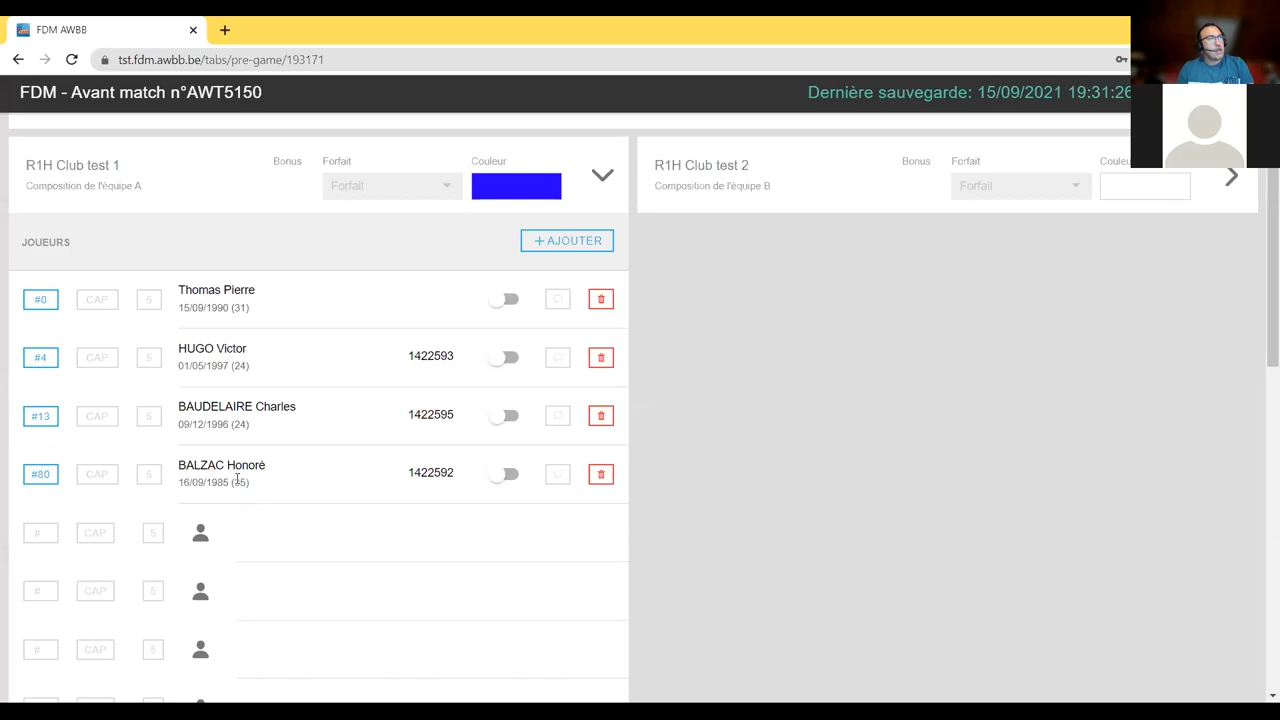 FDM AWBB
tst.fdm.awbb.be/tabs/pre-game/193171
FDM - Avant match n°AWT5150
Dernière sauvegarde: 15/09/2021 19:31:26
R1H Club test 1
Composition de l'équipe A
Bonus
Forfait
Forfail
Couleur
R1H Club test 2
Composition de l'équipe B
Bonus
Forfait
Forfail
Couleu
JOUEURS
+ AJOUTER
#0 CAP 5 Thomas Pierre
15/09/1990 (31)
#4 CAP 5 HUGO Victor 1422593
01/05/1997 (24)
#13 CAP 5 BAUDELAIRE Charles 1422595
09/12/1996 (24)
#80 CAP 5 BALZAC Honoré 1422592
16/09/1985 (35)
# CAP 5
# CAP 5
# CAP 5